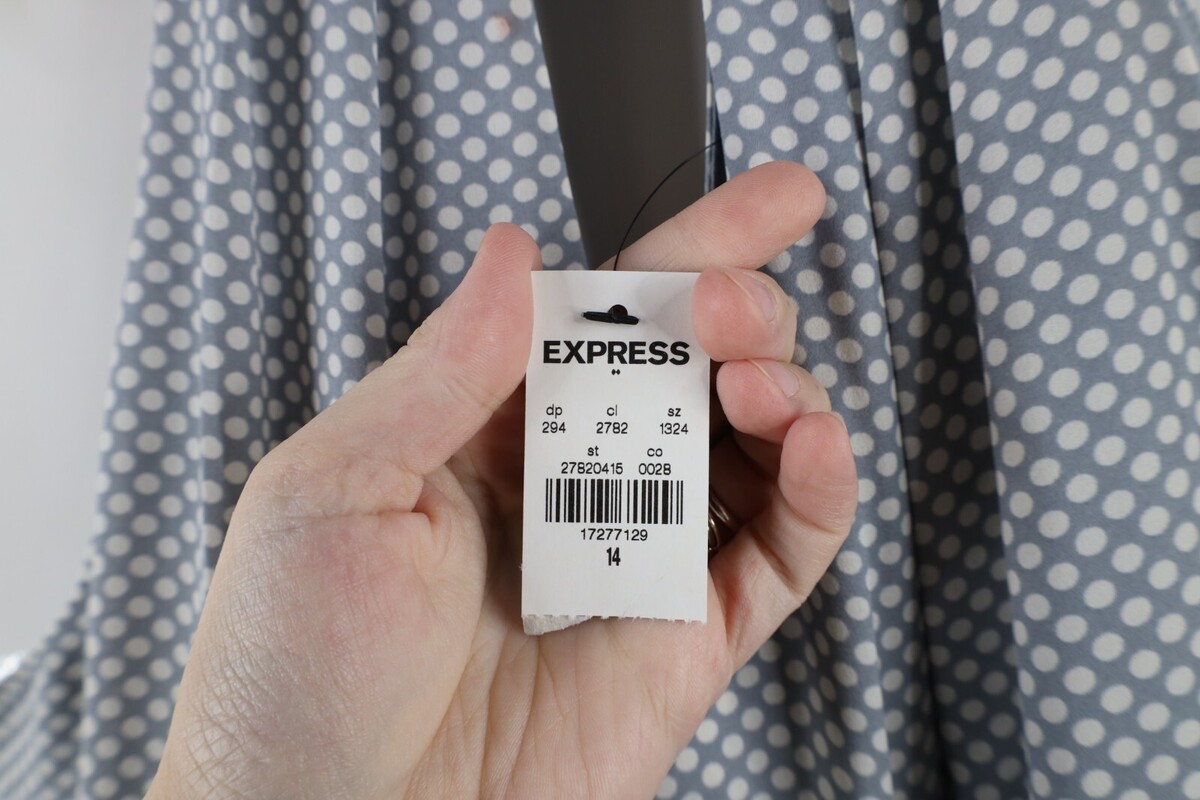 EXPRESS
dp cl sz
294 2782 1324
st co
27820415 0028
17277129
14